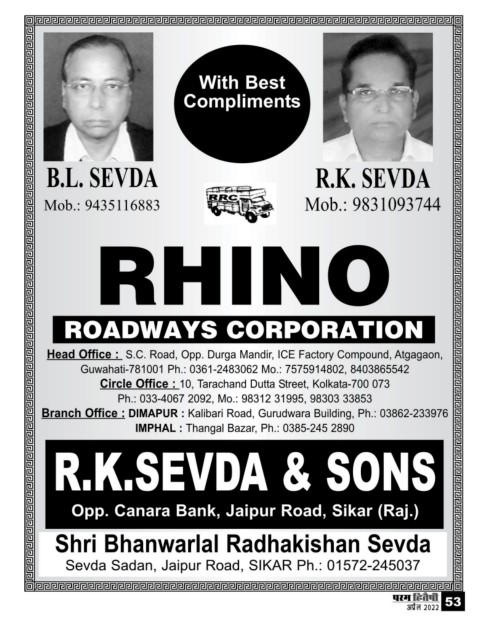 With Best
Compliments
B.L. SEVDA
Mob.: 9435116883
R.K. SEVDA
Mob.: 9831093744
RRC
RHINO
ROADWAYS CORPORATION
Head Office : S.C. Road, Opp. Durga Mandir, ICE Factory Compound, Atgagaon,
Guwahati-781001 Ph.: 0361-2483062 Mo.: 7575914802, 8403865542
Circle Office : 10, Tarachand Dutta Street, Kolkata-700 073
Ph.: 033-4067 2092, Mo.: 98312 31995, 98303 33853
Branch Office : DIMAPUR : Kalibari Road, Gurudwara Building, Ph.: 03862-233976
IMPHAL : Thangal Bazar, Ph.: 0385-245 2890
R.K.SEVDA & SONS
Opp. Canara Bank, Jaipur Road, Sikar (Raj.)
Shri Bhanwarlal Radhakishan Sevda
Sevda Sadan, Jaipur Road, SIKAR Ph.: 01572-245037
परम हितैषी
अप्रैल 2022
53